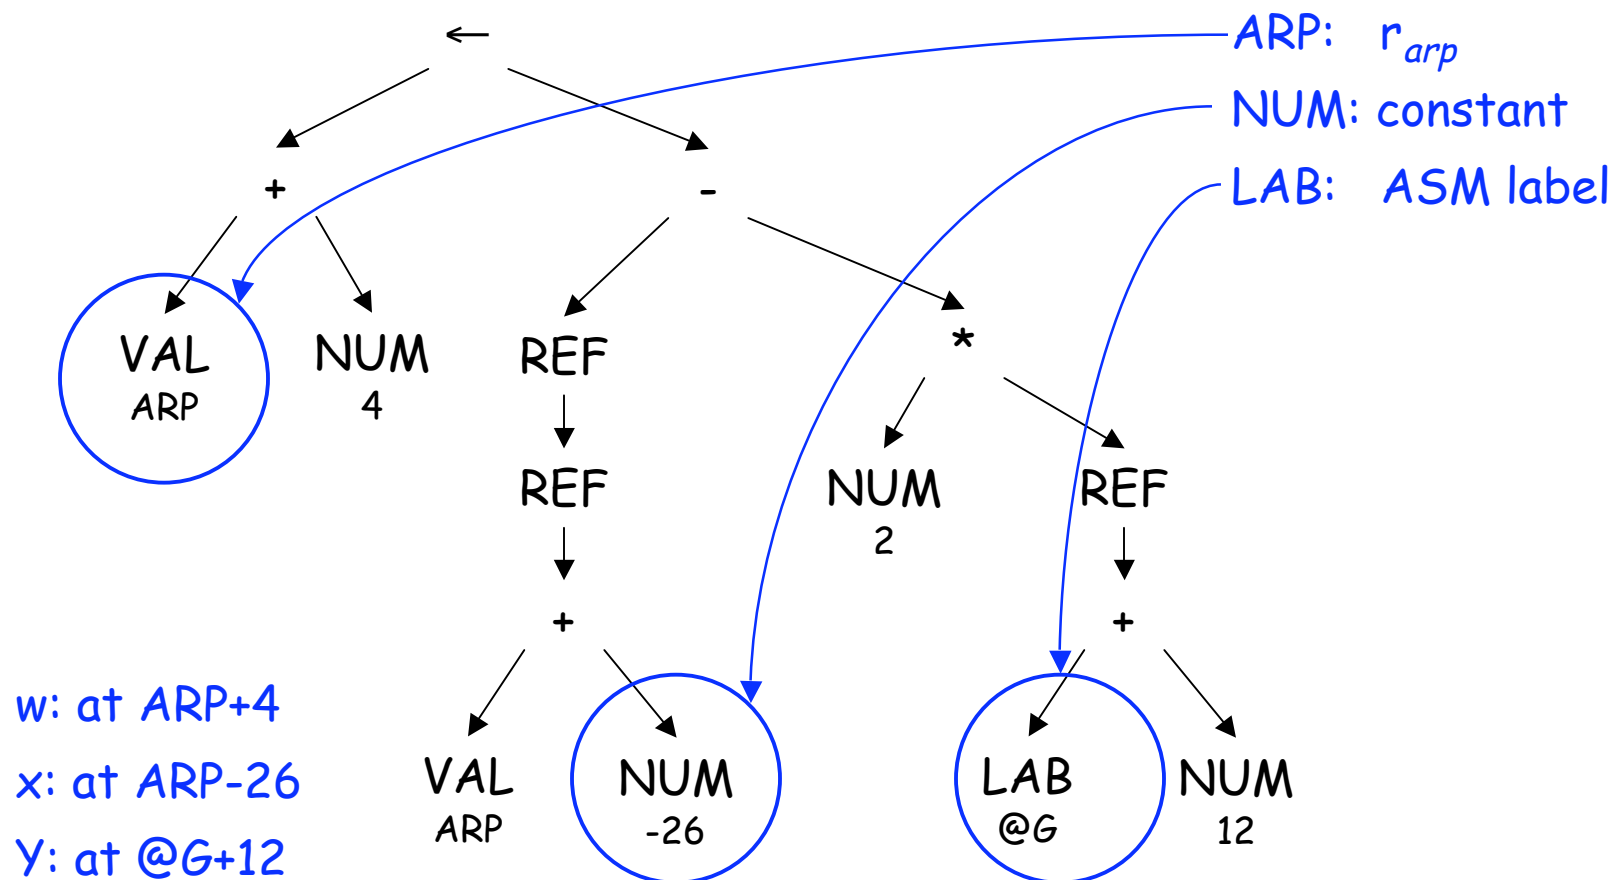 ←
ARP: r_arp
NUM: constant
+ -
LAB: ASM label
VAL NUM REF *
ARP 4
REF NUM REF
2
+ +
w: at ARP+4
x: at ARP-26
VAL NUM LAB NUM
ARP -26 @G 12
Y: at @G+12